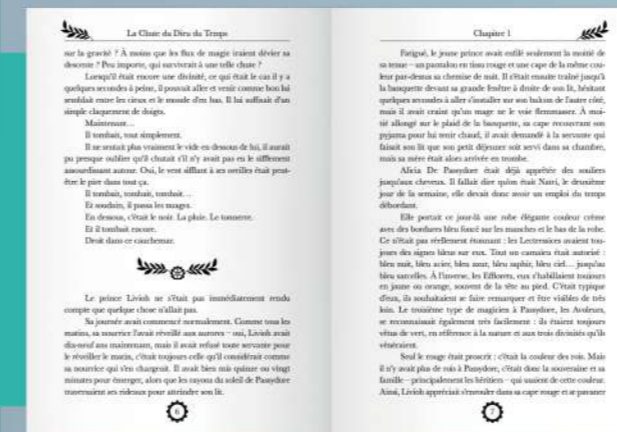 La Chute du Dieu du Temps
sur la gravité ? À moins que les flux de magie iraient dévier sa
descente ? Peu importe, qui survivrait à une telle chute ?
Lorsqu'il était encore une divinité, ce qui était le cas il y a
quelques secondes à peine, il pouvait aller et venir comme bon lui
semblait entre les cieux et le monde d'en bas. Il lui suffisait d'un
simple claquement de doigts.
Maintenant…
Il tombait, tout simplement.
Il ne sentait plus vraiment le vide en dessous de lui, il aurait
pu presque oublier qu'il chutait s'il n'y avait pas eu le sifflement
assourdissant autour. Oui, le vent sifflant à ses oreilles était peut-
être le pire dans tout ça.
Il tombait, tombait, tombait…
Et soudain, il passa les nuages.
En dessous, c'était le noir. La pluie. Le tonnerre.
Et il tombait encore.
Droit dans ce cauchemar.
Le prince Livioh ne s'était pas immédiatement rendu
compte que quelque chose n'allait pas.
Sa journée avait commencé normalement. Comme tous les
matins, sa nourrice l'avait réveillé aux aurores – oui, Livioh avait
dix-neuf ans maintenant, mais il avait refusé toute servante pour
le réveiller le matin, c'était toujours celle qu'il considérait comme
sa nourrice qui s'en chargeait. Il avait bien mis quinze ou vingt
minutes pour émerger, alors que les rayons du soleil de Passydore
traversaient ses rideaux pour atteindre son lit.
6
Chapitre 1
Fatigué, le jeune prince avait enfilé seulement la moitié de
sa tenue – un pantalon en tissu rouge et une cape de la même cou-
leur par-dessus sa chemise de nuit. Il s'était ensuite traîné jusqu'à
la banquette devant sa grande fenêtre à droite de son lit, hésitant
quelques secondes à aller s'installer sur son balcon de l'autre côté,
mais il avait craint qu'un mage ne le voie flemmasser. À moi-
tié allongé sur le plaid de la banquette, sa cape recouvrant son
pyjama pour lui tenir chaud, il avait demandé à la servante qui
faisait son lit que son petit déjeuner soit servi dans sa chambre,
mais sa mère était alors arrivée en trombe.
Alicia De Passydore était déjà apprêtée des souliers
jusqu'aux cheveux. Il fallait dire qu'on était Natri, le deuxième
jour de la semaine, elle devait donc avoir un emploi du temps
débordant.
Elle portait ce jour-là une robe élégante couleur crème
avec des bordures bleu foncé sur les manches et le bas de la robe.
Ce n'était pas réellement étonnant : les Lectressices avaient tou-
jours des signes bleus sur eux. Tout un camaïeu était autorisé :
bleu nuit, bleu acier, bleu azur, bleu saphir, bleu ciel… jusqu'au
bleu sarcelles. À l'inverse, les Efflorets, eux s'habillaient toujours
en jaune ou orange, souvent de la tête au pied. C'était typique
d'eux, ils souhaitaient se faire remarquer et être visibles de très
loin. Le troisième type de magiciens à Passydore, les Avoleurs,
se reconnaissait également très facilement : ils étaient toujours
vêtus de vert, en référence à la nature et aux trois divinités qu'ils
vénéraient.
Seul le rouge était proscrit : c'était la couleur des rois. Mais
il n'y avait plus de rois à Passydore, c'était donc la souveraine et sa
famille – principalement les héritiers – qui usaient de cette couleur.
Ainsi, Livioh appréciait s'enrouler dans sa cape rouge et se pavaner
7